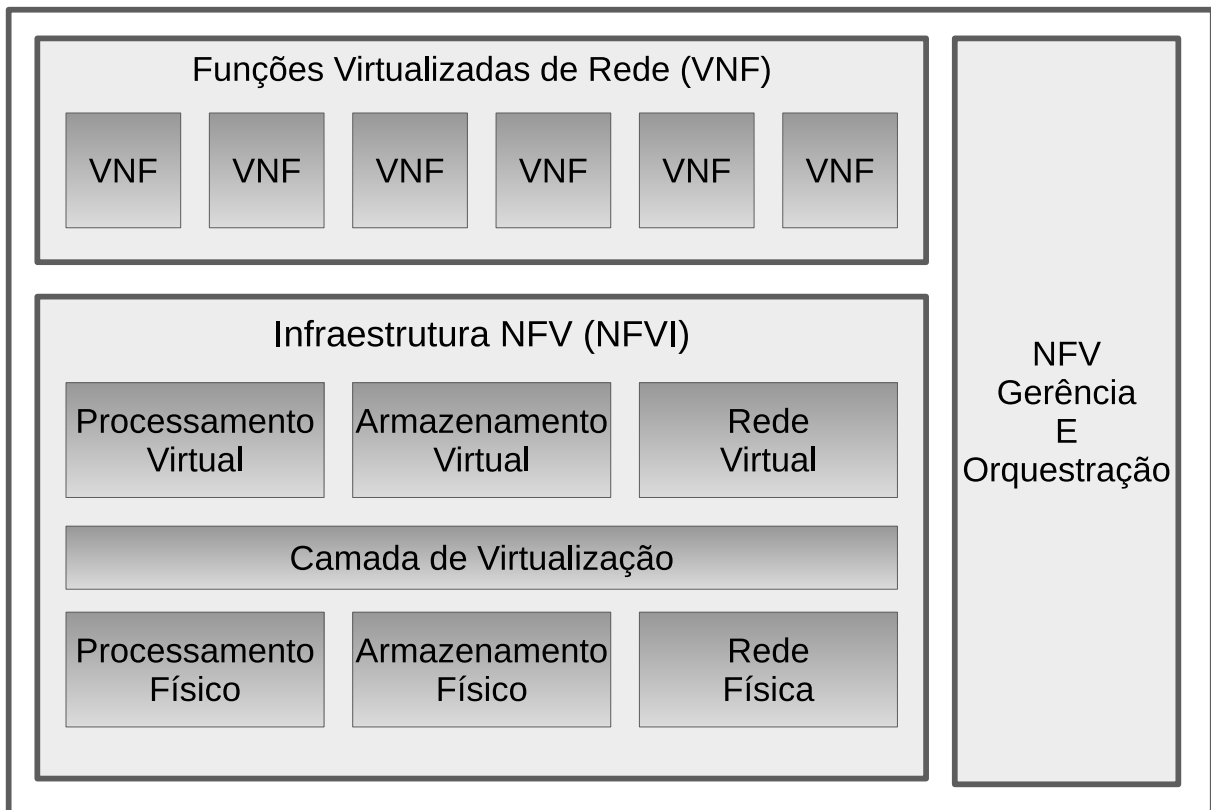 Funções Virtualizadas de Rede (VNF)
VNF
VNF
VNF
VNF
VNF
VNF
Infraestrutura NFV (NFVI)
Processamento
Virtual
Armazenamento
Virtual
Rede
Virtual
Camada de Virtualização
Processamento
Físico
Armazenamento
Físico
Rede
Física
NFV
Gerência
E
Orquestração